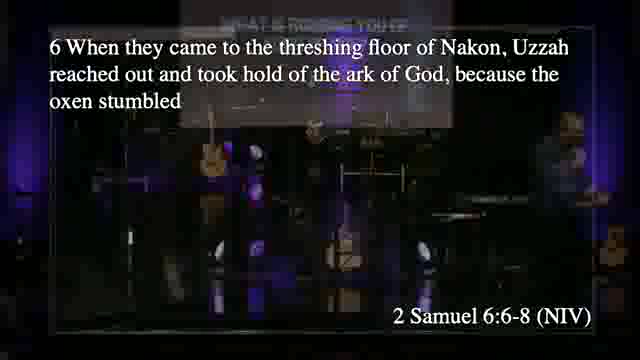 6 When they came to the threshing floor of Nakon, Uzzah
reached out and took hold of the ark of God, because the
oxen stumbled
2 Samuel 6:6-8 (NIV)